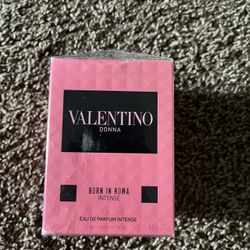 VALENTINO
DONNA
BORN IN ROMA
INTENSE
EAU DE PARFUM INTENSE